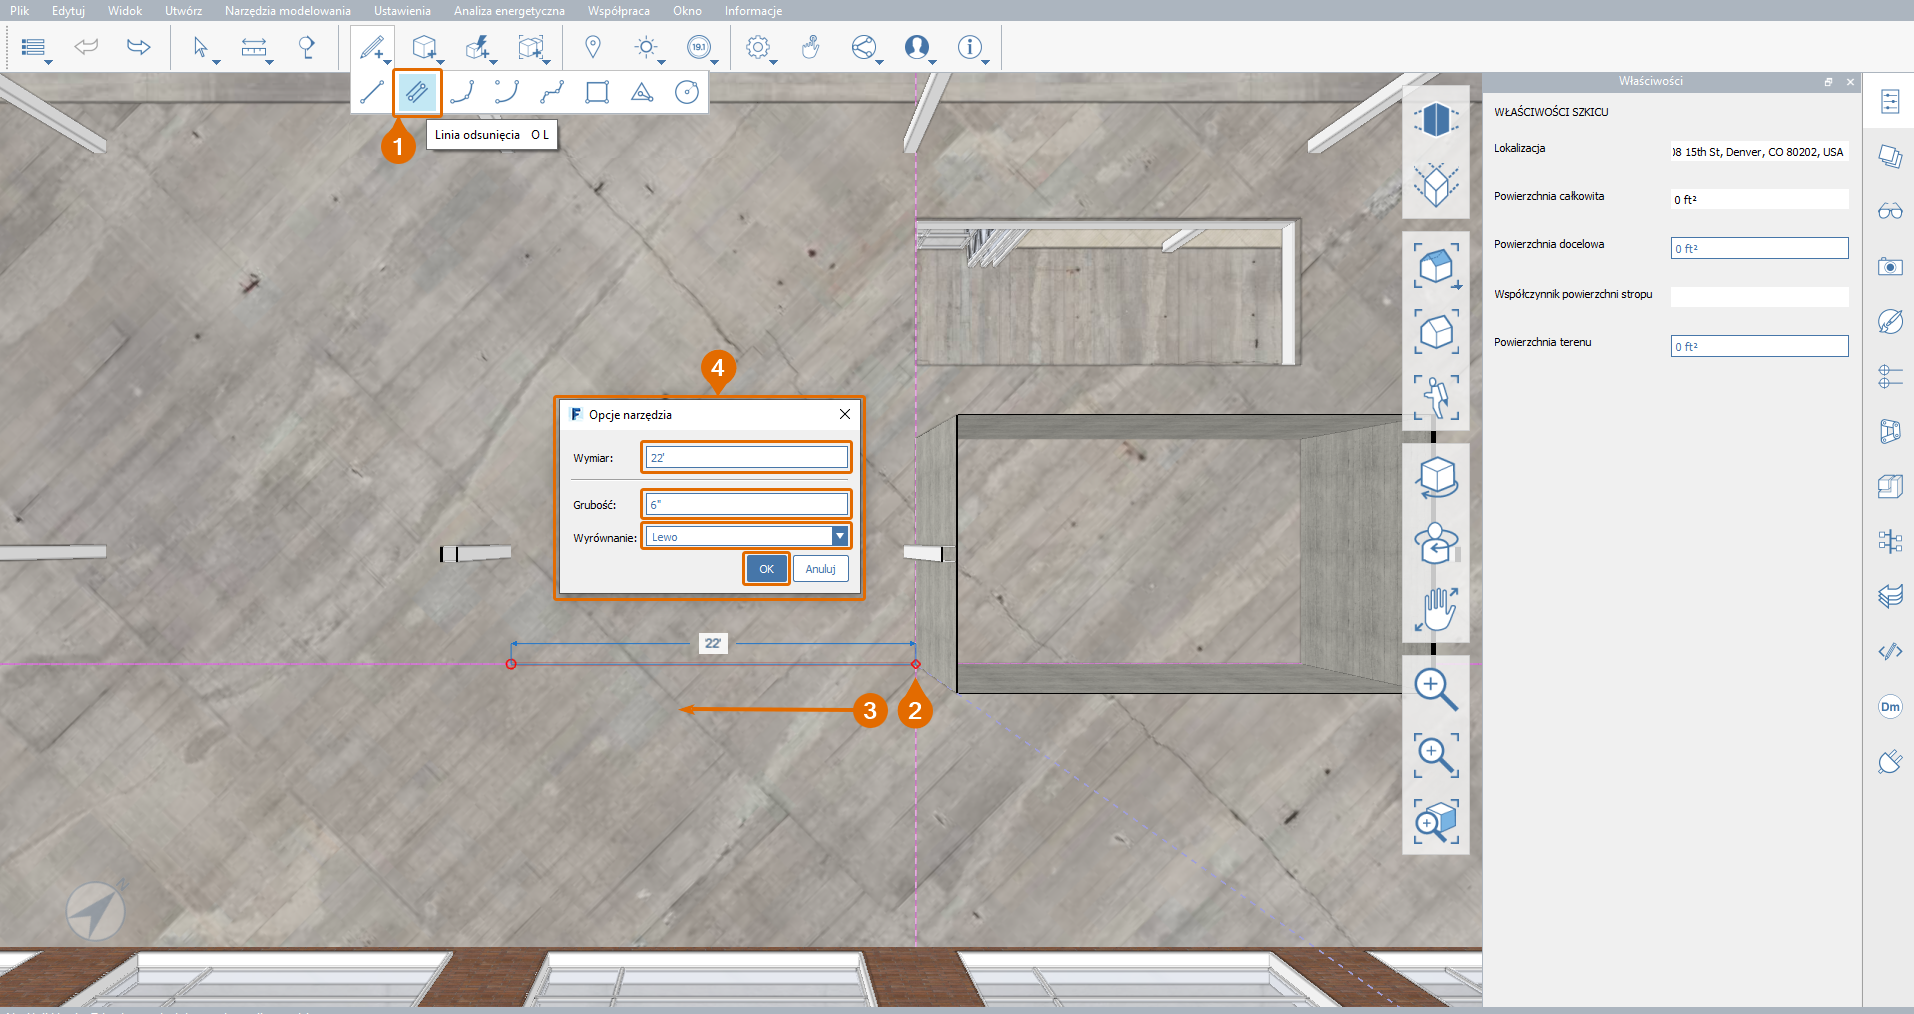 Plik Edytuj Widok Utwórz Narzędzia modelowania Ustawienia Analiza energetyczna Współpraca Okno Informacje
19.1
Linia odsunięcia O L
1
4
Opcje narzędzia
Wymiar: 22'
Grubość: 6"
Wyrównanie: Lewo
OK Anuluj
22'
3
2
Właściwości
WŁAŚCIWOŚCI SZKICU
Lokalizacja 8 15th St, Denver, CO 80202, USA
Powierzchnia całkowita 0 ft²
Powierzchnia docelowa 0 ft²
Współczynnik powierzchni stropu
Powierzchnia terenu 0 ft²
Dm